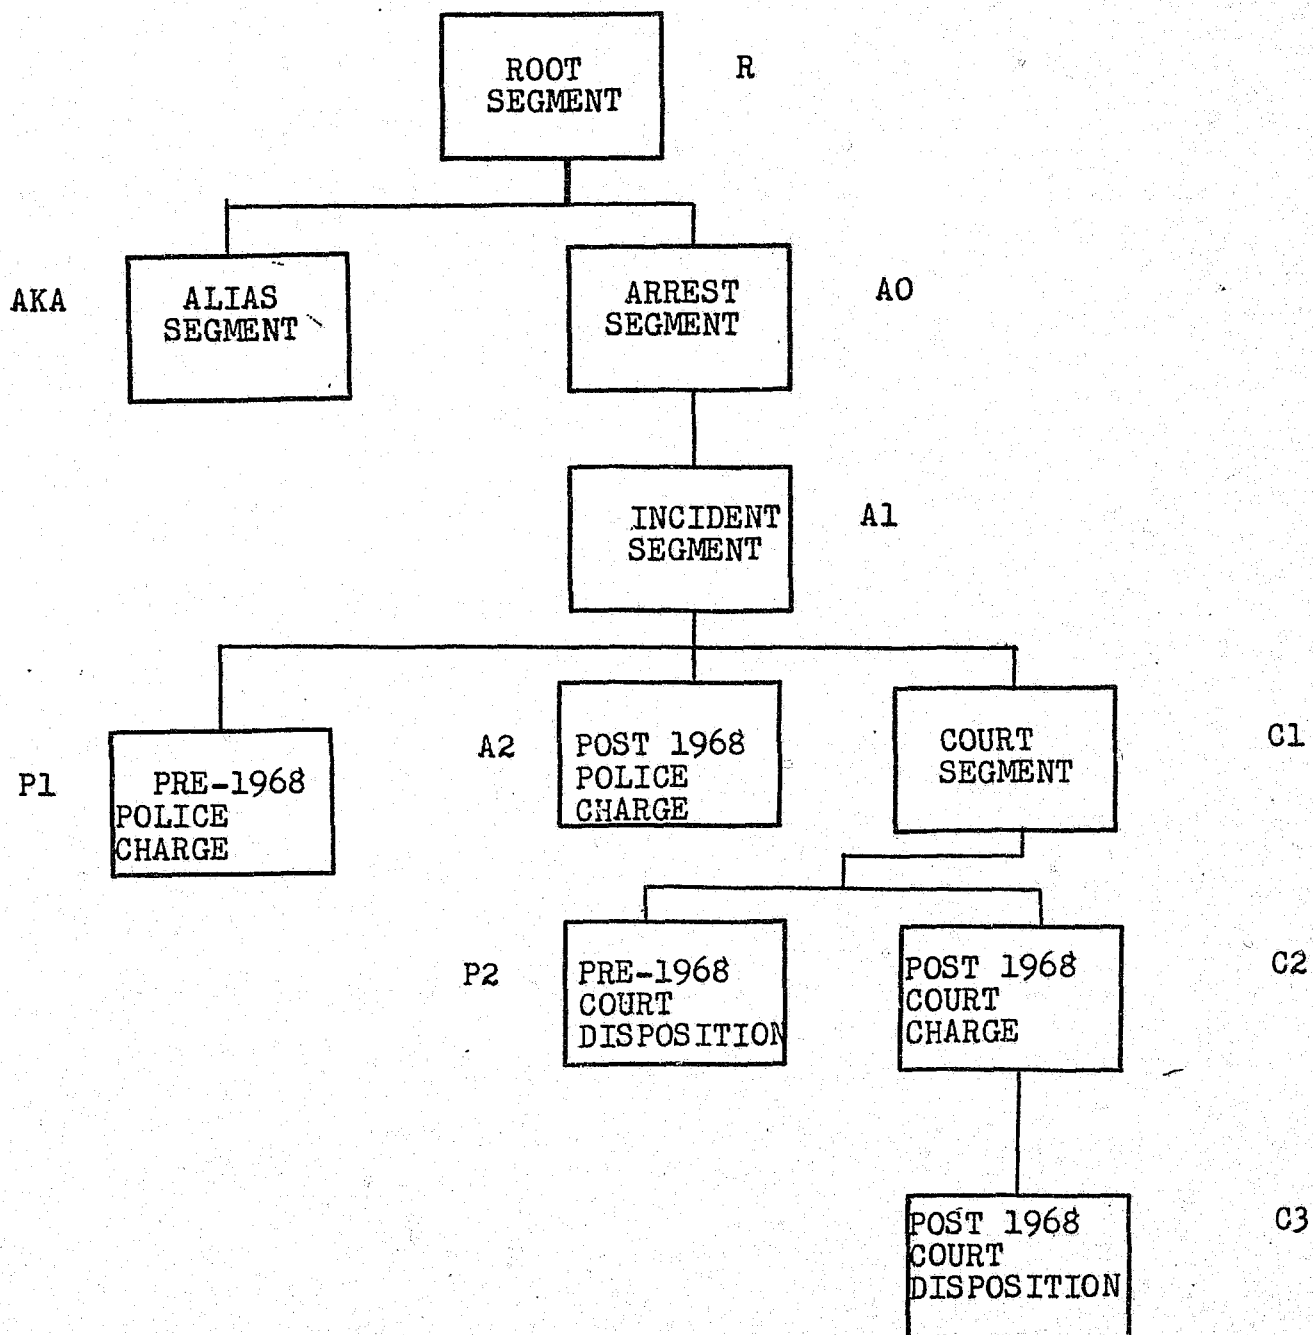 ROOT
SEGMENT
R
AKA
ALIAS
SEGMENT
ARREST
SEGMENT
AO
INCIDENT
SEGMENT
A1
P1
PRE-1968
POLICE
CHARGE
A2
POST 1968
POLICE
CHARGE
COURT
SEGMENT
C1
P2
PRE-1968
COURT
DISPOSITION
POST 1968
COURT
CHARGE
C2
POST 1968
COURT
DISPOSITION
C3